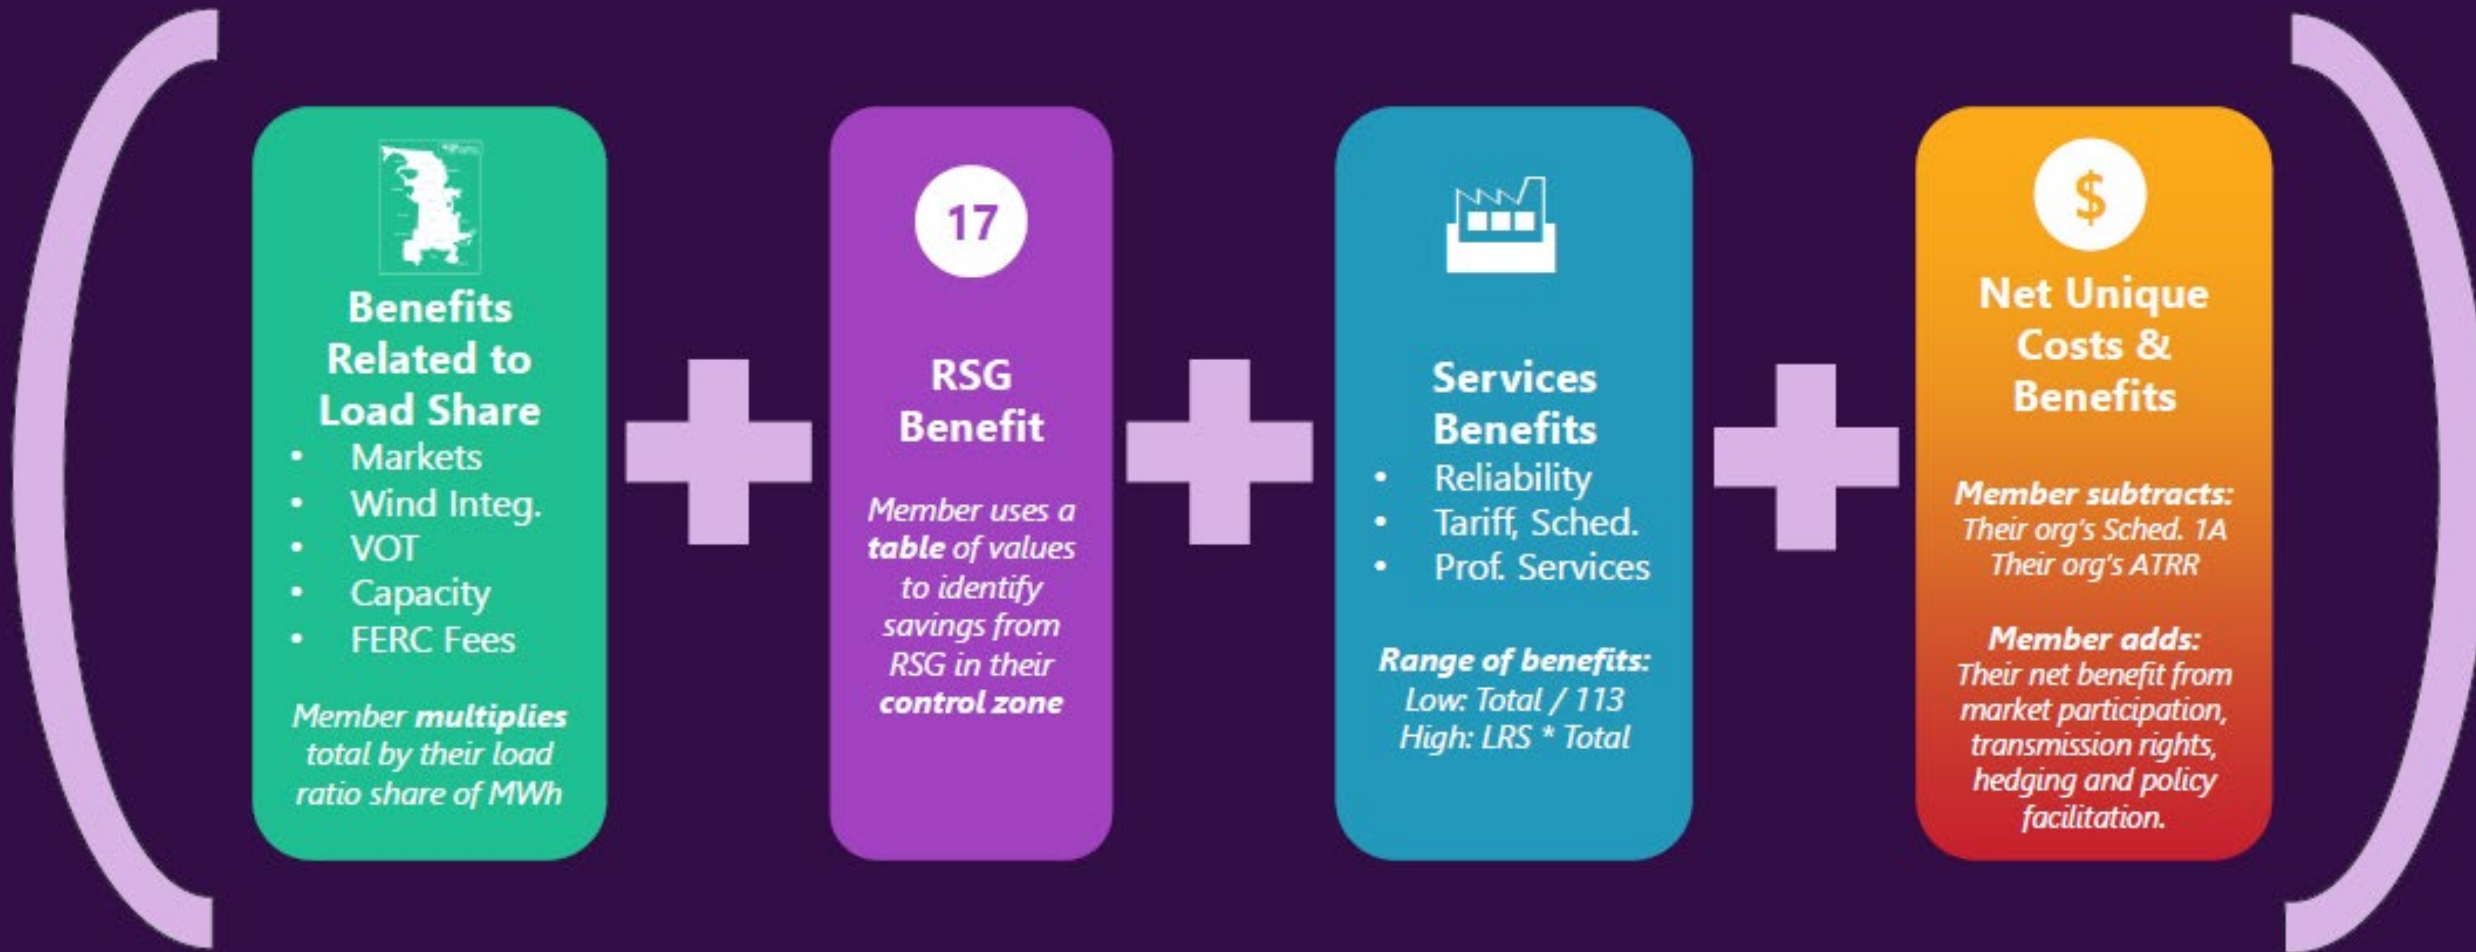 Benefits
Related to
Load Share
• Markets
• Wind Integ.
• VOT
• Capacity
• FERC Fees
Member multiplies
total by their load
ratio share of MWh
17
RSG
Benefit
Member uses a
table of values
to identify
savings from
RSG in their
control zone
Services
Benefits
• Reliability
• Tariff, Sched.
• Prof. Services
Range of benefits:
Low: Total / 113
High: LRS * Total
$
Net Unique
Costs &
Benefits
Member subtracts:
Their org's Sched. 1A
Their org's ATRR
Member adds:
Their net benefit from
market participation,
transmission rights,
hedging and policy
facilitation.